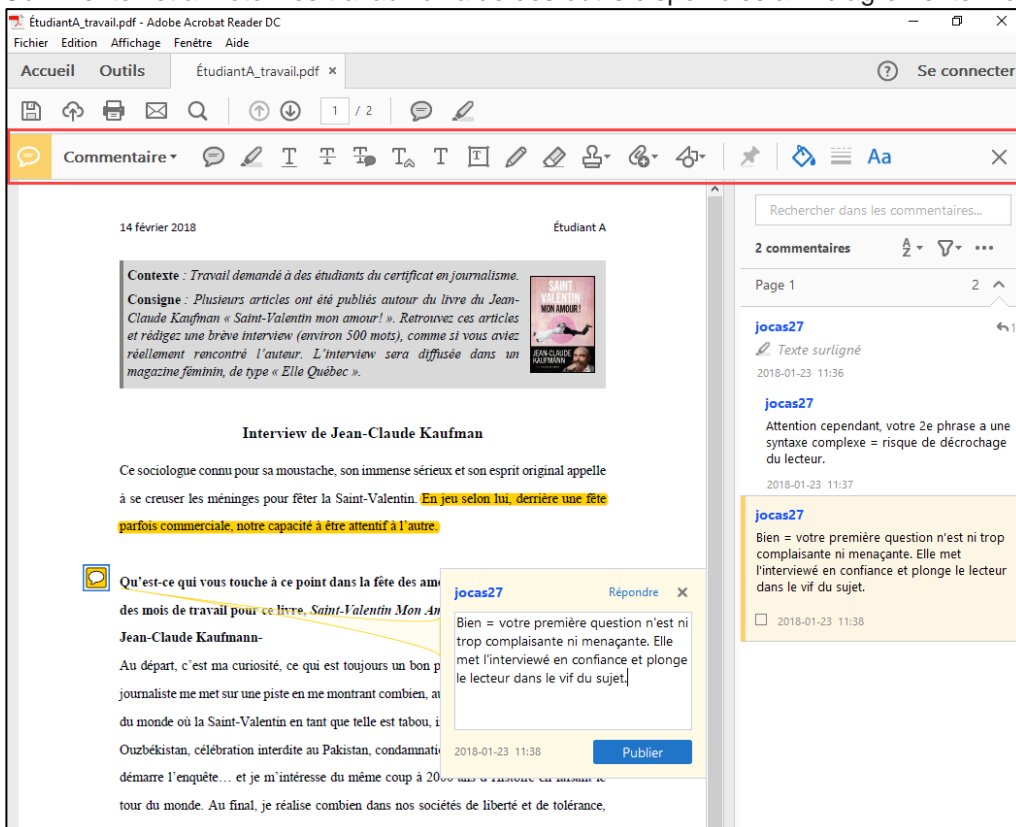 ÉtudiantA_travail.pdf - Adobe Acrobat Reader DC
Fichier Edition Affichage Fenêtre Aide
Accueil Outils ÉtudiantA_travail.pdf × ? Se connecter
1 / 2
Commentaire
T T T T T T Aa
Rechercher dans les commentaires...
2 commentaires
A Z
Page 1 2
jocas27 1
Texte surligné
2018-01-23 11:36
jocas27
Attention cependant, votre 2e phrase a une
syntaxe complexe = risque de décrochage
du lecteur.
2018-01-23 11:37
jocas27
Bien = votre première question n'est ni trop
complaisante ni menaçante. Elle met
l'interviewé en confiance et plonge le lecteur
dans le vif du sujet.
2018-01-23 11:38
14 février 2018 Étudiant A
Contexte : Travail demandé à des étudiants du certificat en journalisme.
Consigne : Plusieurs articles ont été publiés autour du livre du Jean-
Claude Kaufman « Saint-Valentin mon amour! ». Retrouvez ces articles
et rédigez une brève interview (environ 500 mots), comme si vous aviez
réellement rencontré l'auteur. L'interview sera diffusée dans un
magazine féminin, de type « Elle Québec ».
SAINT
VALENTIN
MON AMOUR!
JEAN-CLAUDE
KAUFMANN
Interview de Jean-Claude Kaufman
Ce sociologue connu pour sa moustache, son immense sérieux et son esprit original appelle
à se creuser les méninges pour fêter la Saint-Valentin. En jeu selon lui, derrière une fête
parfois commerciale, notre capacité à être attentif à l'autre.
Qu'est-ce qui vous touche à ce point dans la fête des
des mois de travail pour ce livre, Saint-Valentin Mon
Jean-Claude Kaufmann-
Au départ, c'est ma curiosité, ce qui est toujours un bon
journaliste me met sur une piste en me montrant combien,
du monde où la Saint-Valentin en tant que telle est tabou,
Ouzbékistan, célébration interdite au Pakistan,
démarre l'enquête… et je m'intéresse du même coup à
tour du monde. Au final, je réalise combien dans nos sociétés de liberté et de tolérance,
jocas27 Répondre ×
Bien = votre première question n'est ni
trop complaisante ni menaçante. Elle
met l'interviewé en confiance et plonge
le lecteur dans le vif du sujet.
2018-01-23 11:38 Publier